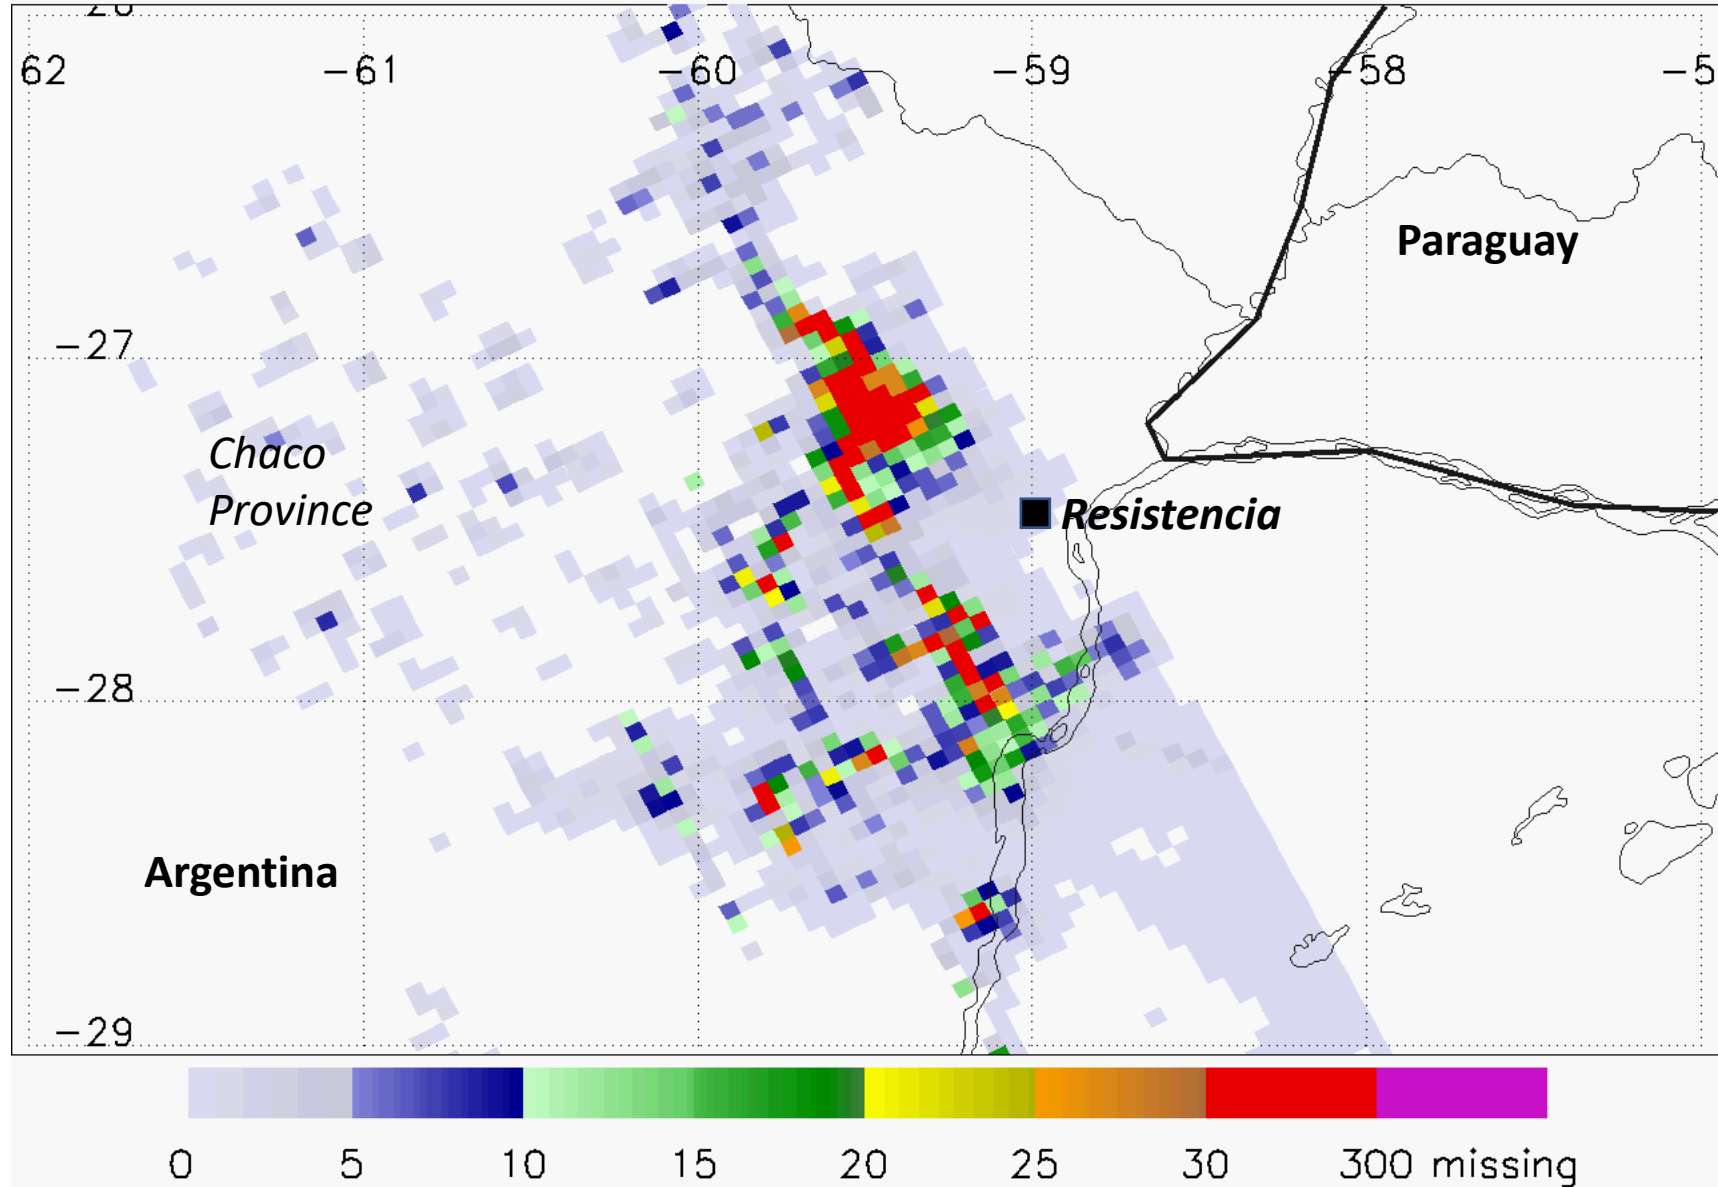 62 -61 -60 -59 -58 -5
Paraguay
-27
Chaco
Province
Resistencia
-28
Argentina
-29
0 5 10 15 20 25 30 300 missing